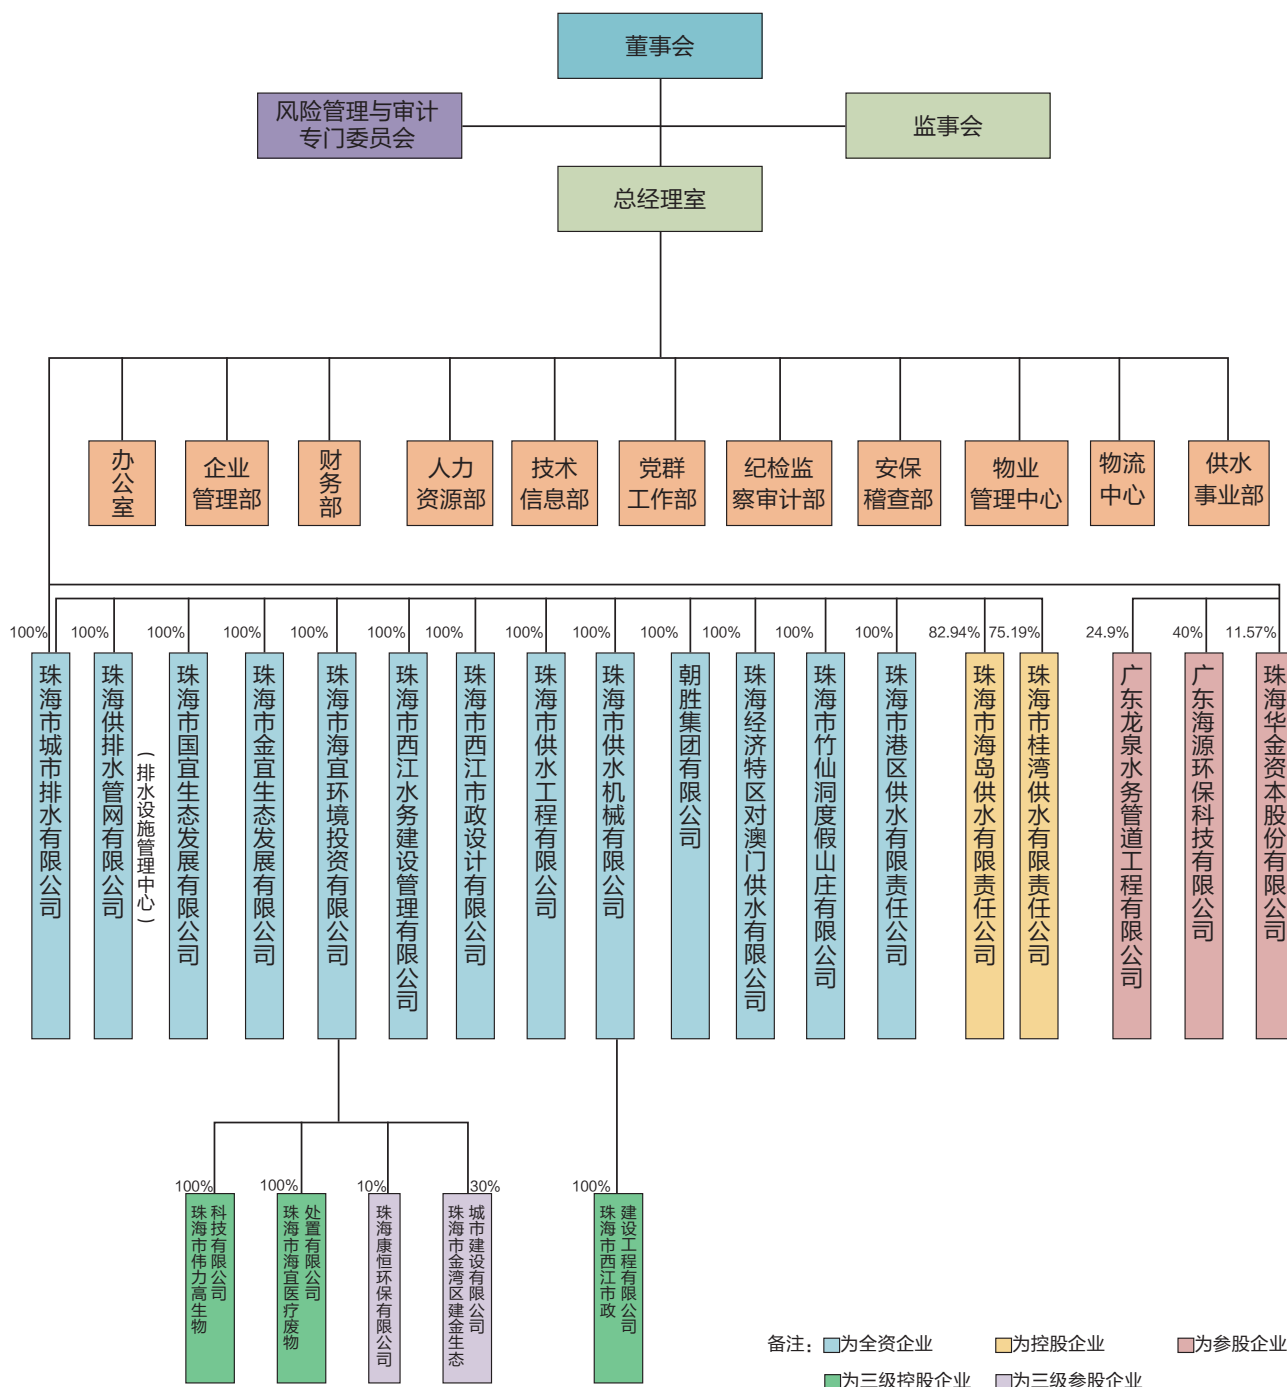 董事会
风险管理与审计
专门委员会
监事会
总经理室
办公室
企业
管理部
财务部
人力
资源部
技术
信息部
党群
工作部
纪检监
察审计部
安保
稽查部
物业
管理中心
物流
中心
供水
事业部
100%
100%
100%
100%
100%
100%
100%
100%
100%
100%
100%
100%
100%
82.94%
75.19%
24.9%
40%
11.57%
珠海市城市排水有限公司
珠海供排水管网有限公司
(排水设施管理中心)
珠海市国宜生态发展有限公司
珠海市金宜生态发展有限公司
珠海市海宜环境投资有限公司
珠海市西江水务建设管理有限公司
珠海市西江市政设计有限公司
珠海市供水工程有限公司
珠海市供水机械有限公司
朝胜集团有限公司
珠海经济特区对澳门供水有限公司
珠海市竹仙洞度假山庄有限公司
珠海市港区供水有限责任公司
珠海市海岛供水有限责任公司
珠海市桂湾供水有限责任公司
广东龙泉水务管道工程有限公司
广东海源环保科技有限公司
珠海华金资本股份有限公司
100%
100%
10%
30%
100%
珠海市伟力高生物
科技有限公司
珠海市海宜医疗废物
处置有限公司
珠海康恒环保有限公司
珠海市金湾区建金生态
城市建设有限公司
珠海市西江市政
建设工程有限公司
备注：为全资企业 为控股企业 为参股企业
为三级控股企业 为三级参股企业